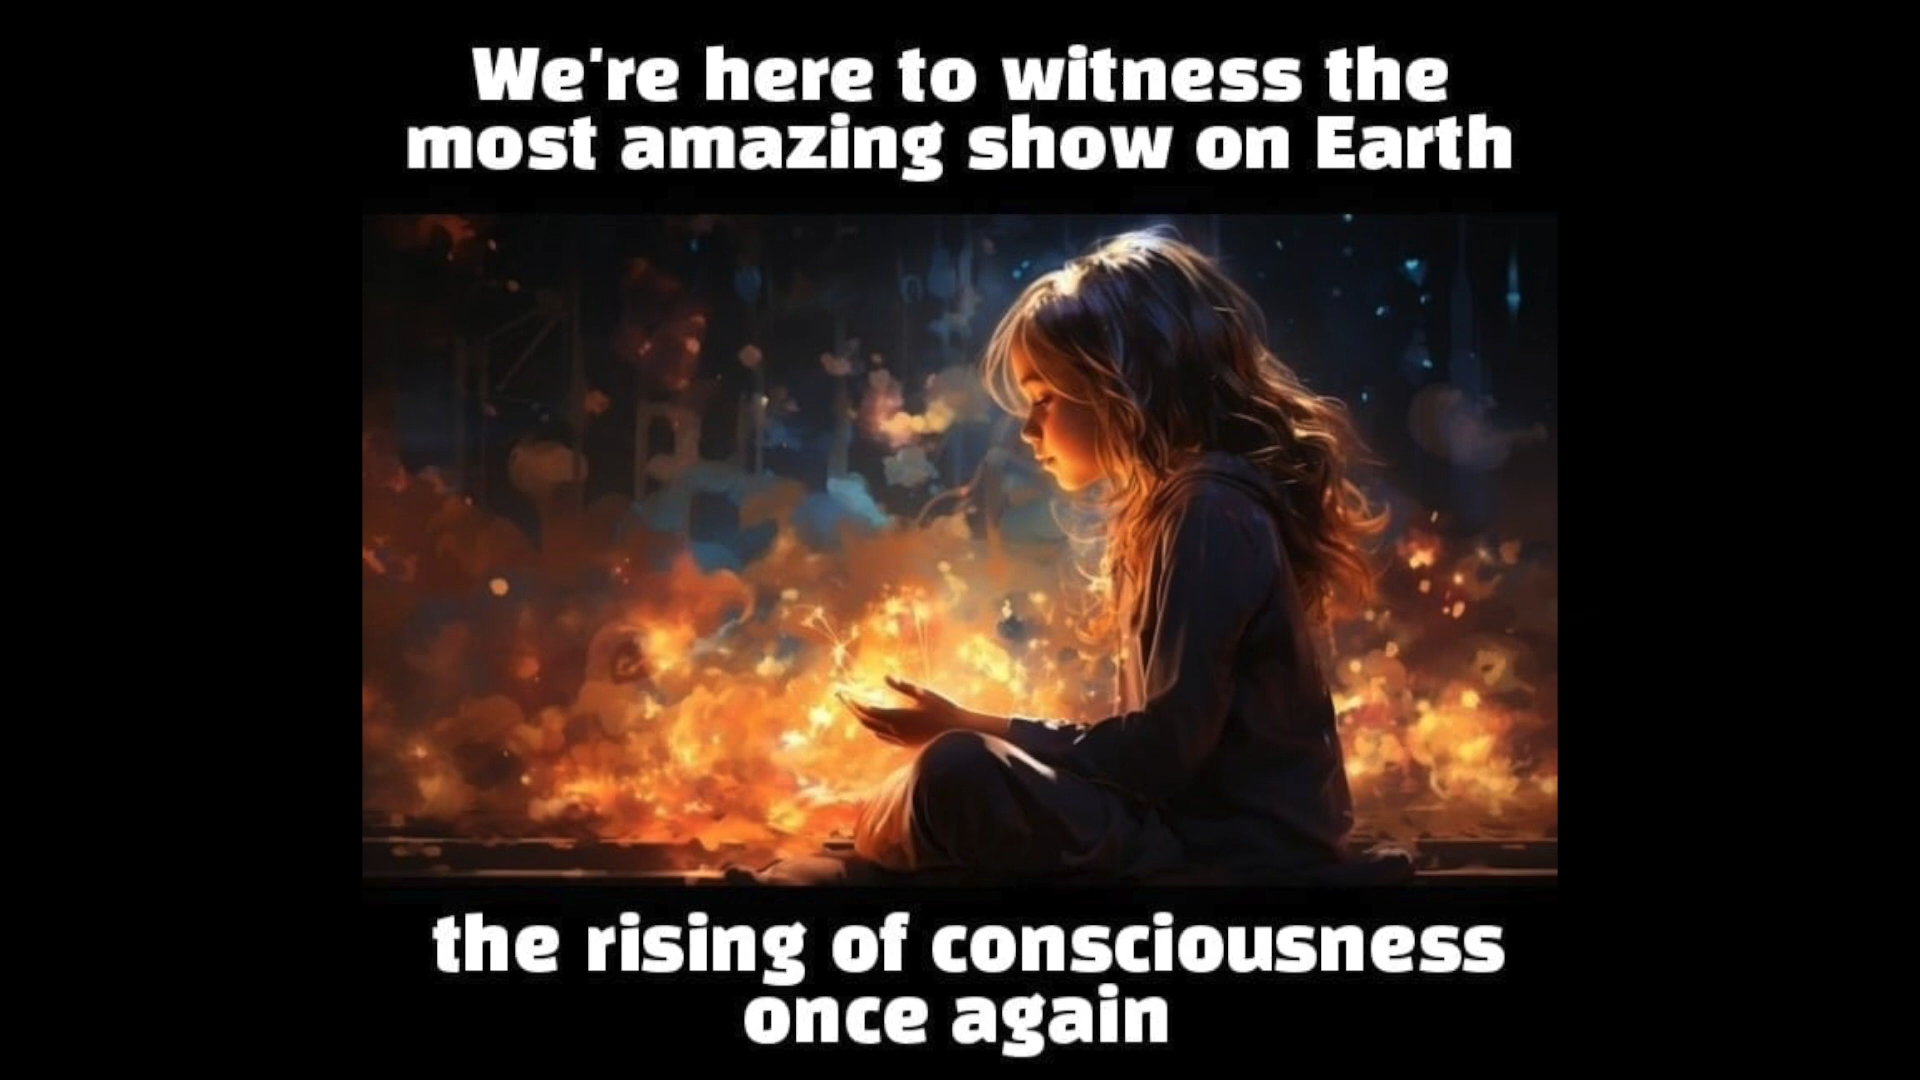 We're here to witness the
most amazing show on Earth
the rising of consciousness
once again